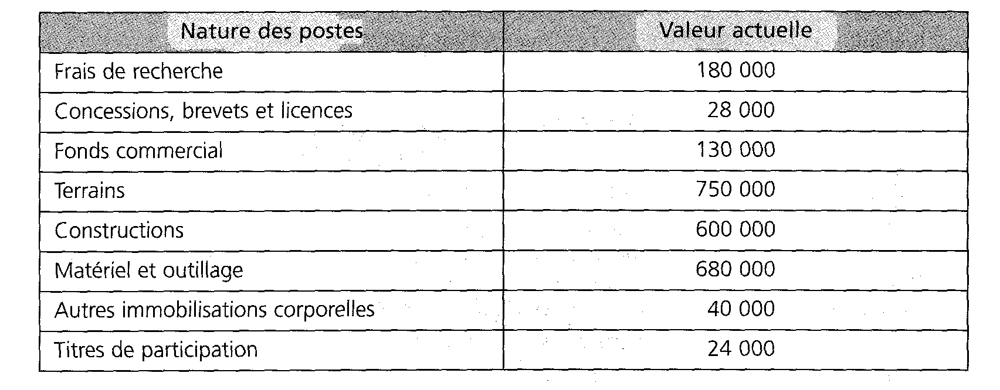 Nature des postes Valeur actuelle
Frais de recherche 180 000
Concessions, brevets et licences 28 000
Fonds commercial 130 000
Terrains 750 000
Constructions 600 000
Matériel et outillage 680 000
Autres immobilisations corporelles 40 000
Titres de participation 24 000